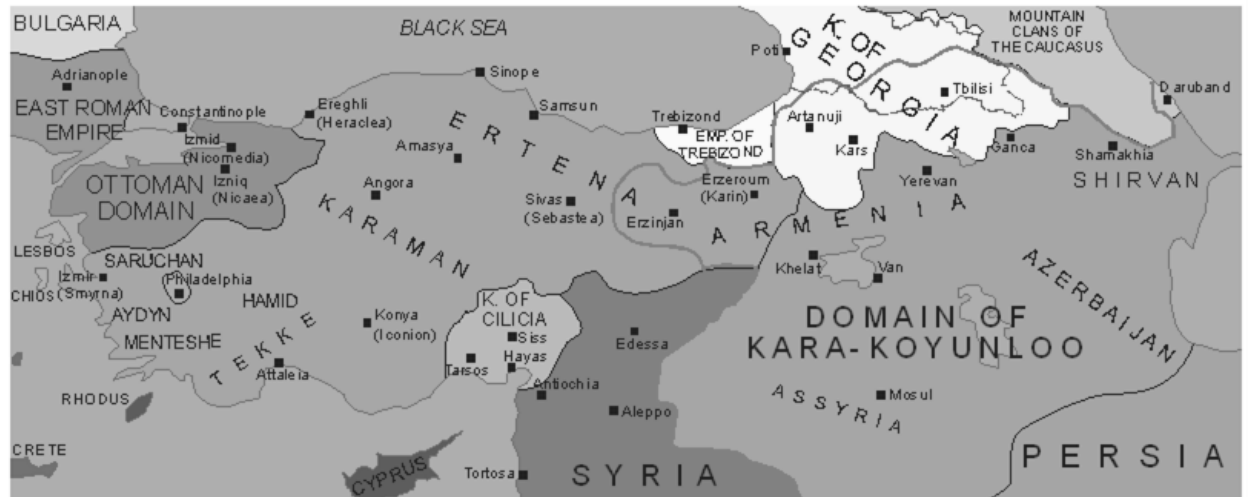 BULGARIA
BLACK SEA
K. OF
GEORGIA
MOUNTAIN
CLANS OF
THE CAUCASUS
Poti
Adrianople
Sinope
Tbilisi
Daruband
EAST ROMAN
EMPIRE
Constantinople
Ereghli
(Heraclea)
Samsun
Trebizond
EMP. OF
TREBIZOND
Artanuji
Kars
Ganca
Shamakhia
SHIRVAN
Izmid
(Nicomedia)
Izniq
(Nicaea)
OTTOMAN
DOMAIN
Amasya
ERTENA
Angora
KARAMAN
Sivas
(Sebastea)
Erzinjan
Erzeroum
(Karin)
Yerevan
ARMENIA
LESBOS
SARUCHAN
Izmir
(Smyrna)
Philadelphia
CHIOS
AYDYN
HAMID
MENTESHE
TEKKE
Attaleia
Konya
(Iconion)
K. OF
CILICIA
Siss
Hayas
Tarsos
Khelat
Van
AZERBAIJAN
DOMAIN OF
KARA-KOYUNLOO
Edessa
Antiochia
Aleppo
ASSYRIA
Mosul
RHODUS
CRETE
CYPRUS
Tortosa
SYRIA
PERSIA